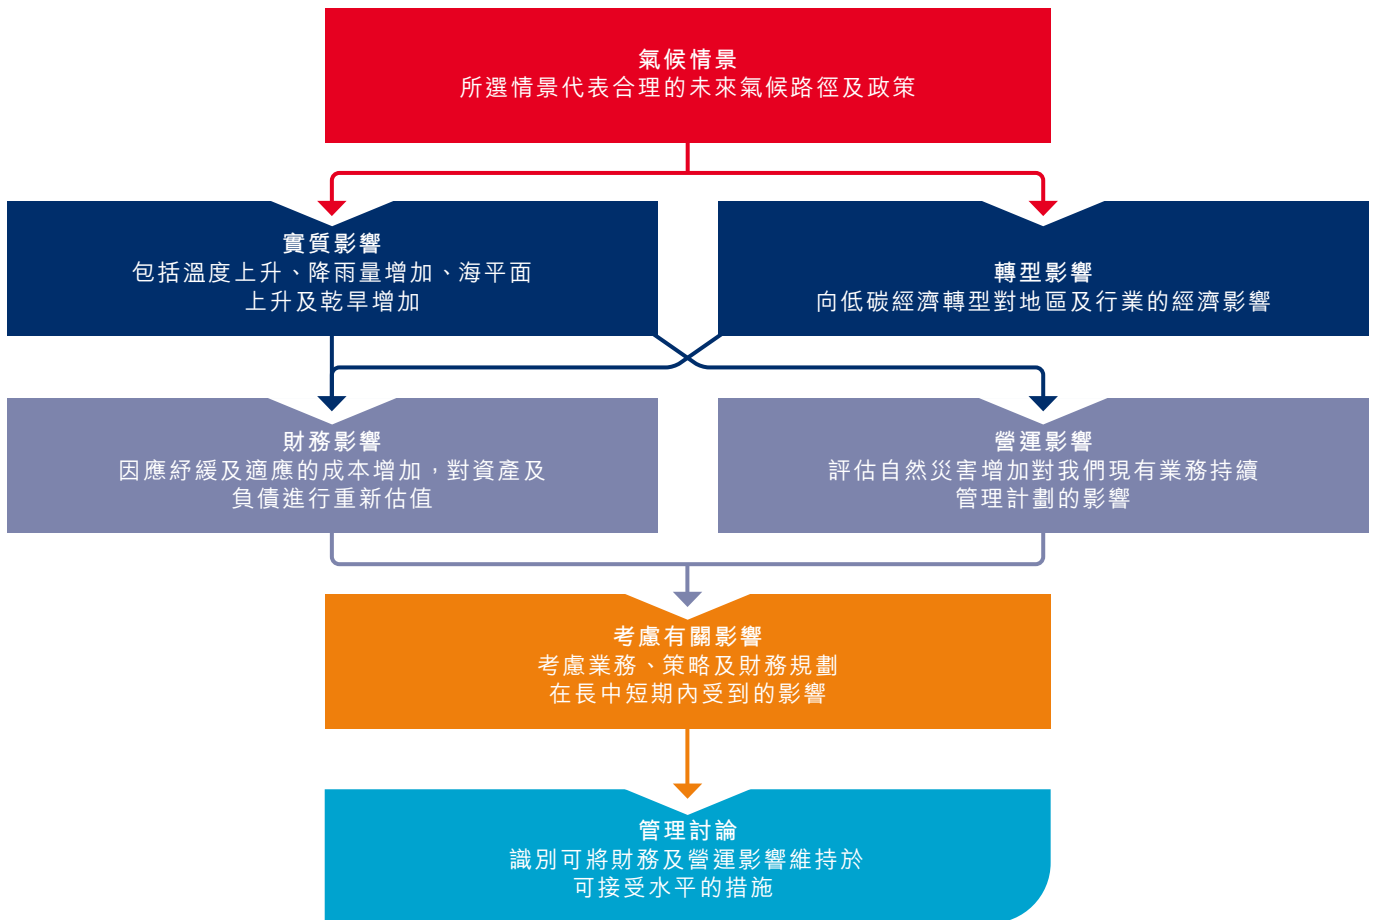 氣候情景
所選情景代表合理的未來氣候路徑及政策
實質影響
包括溫度上升、降雨量增加、海平面
上升及乾旱增加
轉型影響
向低碳經濟轉型對地區及行業的經濟影響
財務影響
因應紓緩及適應的成本增加，對資產及
負債進行重新估值
營運影響
評估自然災害增加對我們現有業務持續
管理計劃的影響
考慮有關影響
考慮業務、策略及財務規劃
在長中短期內受到的影響
管理討論
識別可將財務及營運影響維持於
可接受水平的措施